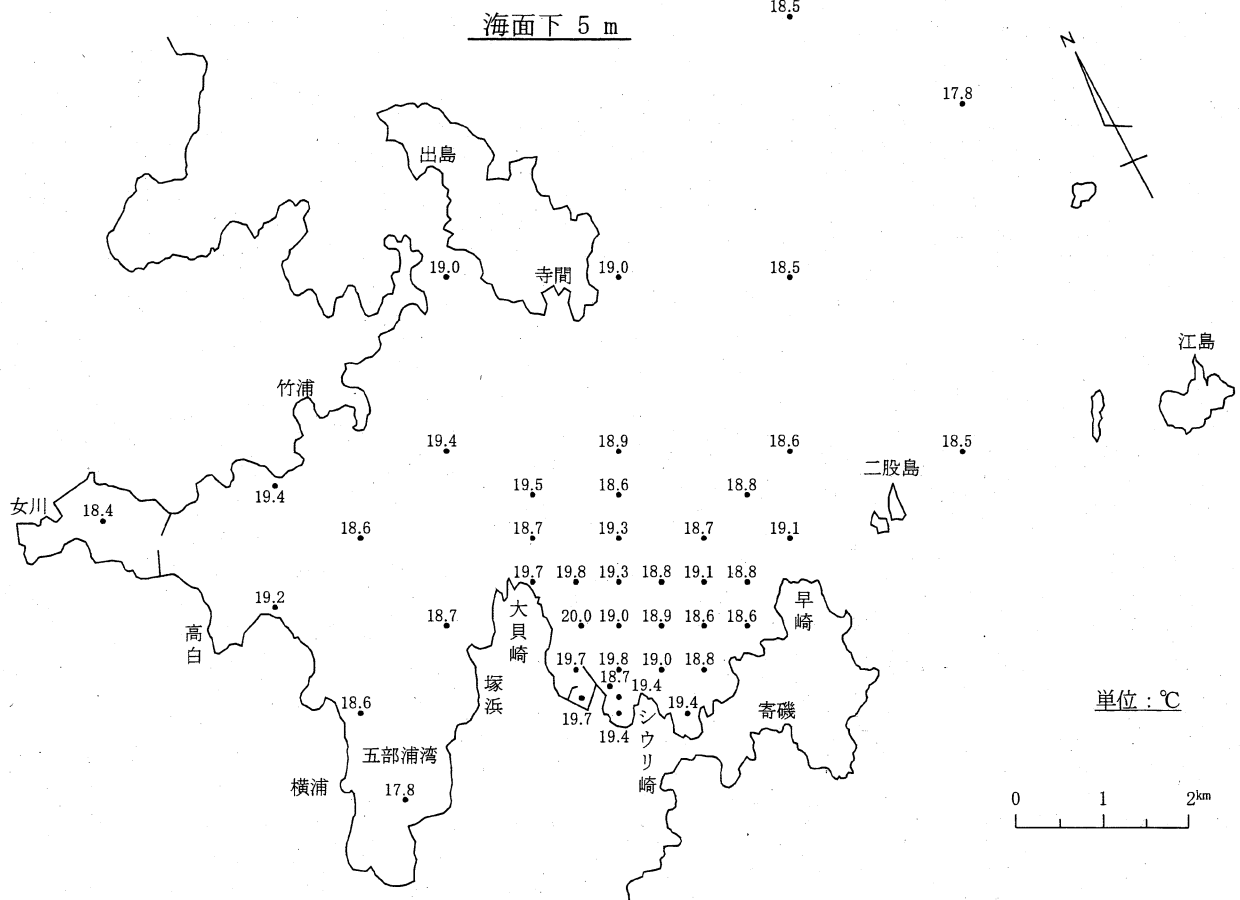 海面下 5 m
18.5
N
17.8
出島
19.0
寺間
19.0
18.5
江島
竹浦
19.4
18.9
18.6
18.5
二股島
19.4
19.5
18.6
18.8
女川
18.4
18.6
18.7
19.3
18.7
19.1
19.7
19.8
19.3
18.8
19.1
18.8
19.2
高白
18.7
大貝崎
20.0
19.0
18.9
18.6
18.6
早崎
塚浜
19.7
19.8
19.0
18.8
18.7
19.4
19.7
19.4
シウリ崎
19.4
寄磯
単位：℃
18.6
五部浦湾
横浦
17.8
0 1 2km